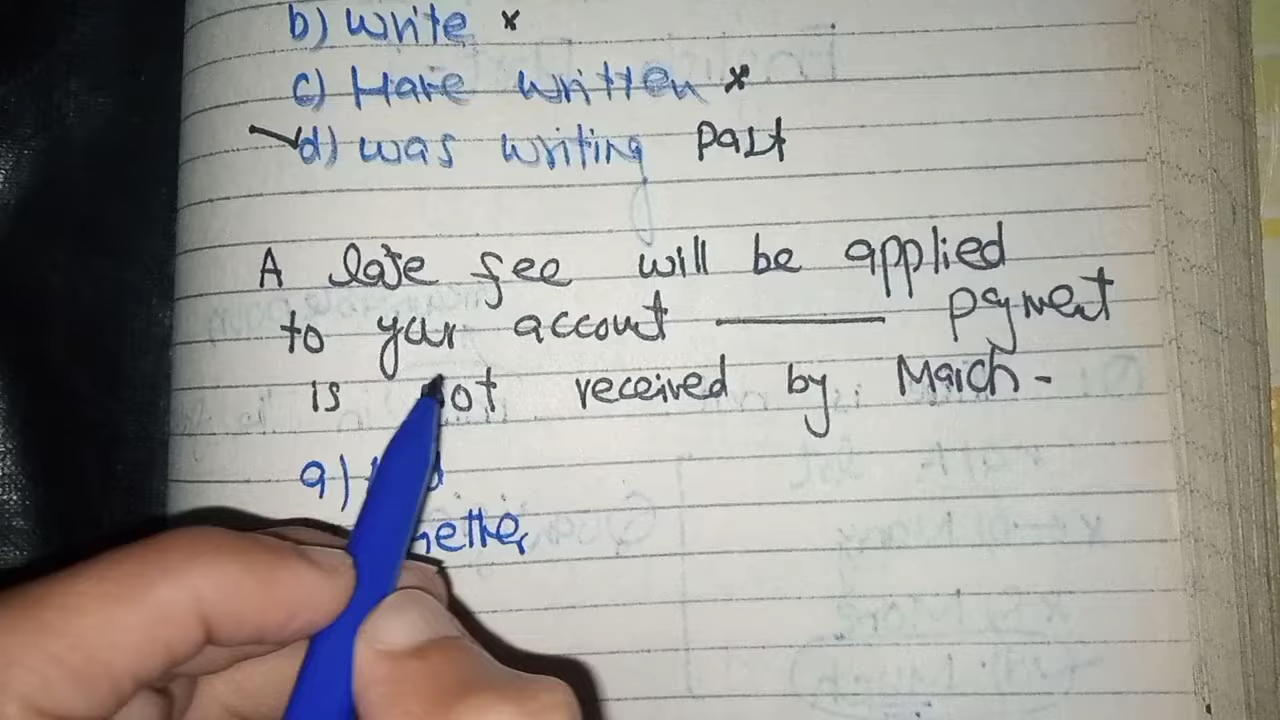 b) write x
c) Have written x
d) was writing Past
A late fee will be applied
to your account ——— payment
is not received by March -
a)